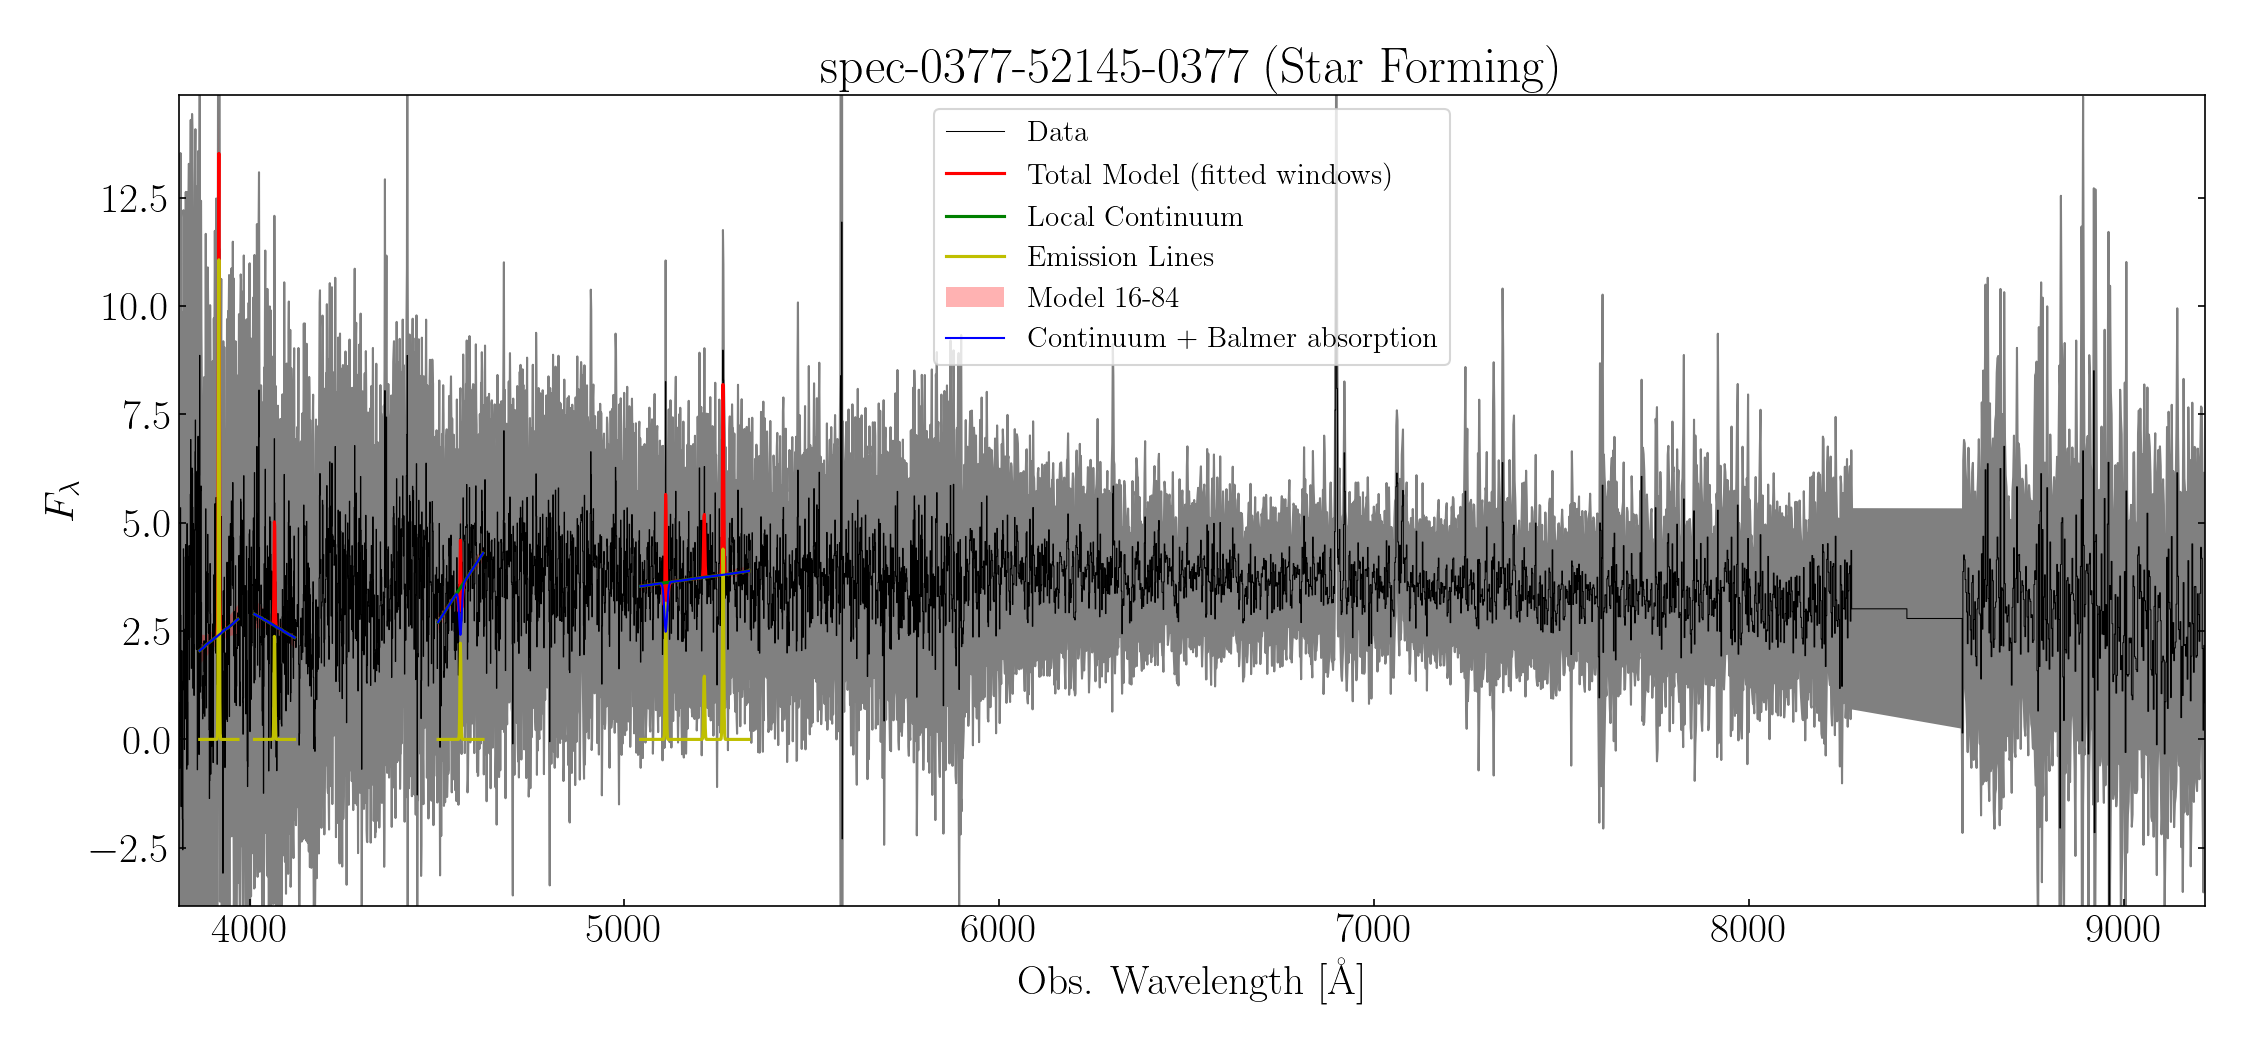 spec-0377-52145-0377 (Star Forming)
Data
Total Model (fitted windows)
Local Continuum
Emission Lines
Model 16-84
Continuum + Balmer absorption
12.5
10.0
7.5
5.0
2.5
0.0
−2.5
Fλ
4000 5000 6000 7000 8000 9000
Obs. Wavelength [Å]